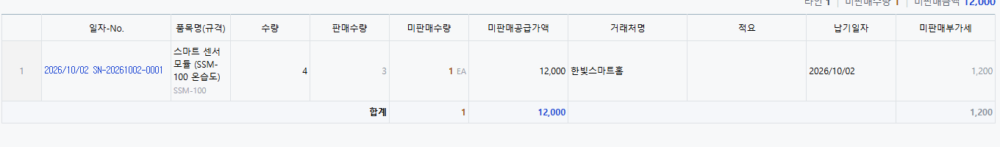 라인 1 | 미판매수량 1 | 미판매금액 12,000
일자-No. 품목명(규격) 수량 판매수량 미판매수량 미판매공급가액 거래처명 적요 납기일자 미판매부가세
1 2026/10/02 SN-20261002-0001 스마트 센서
모듈 (SSM-
100 온습도)
SSM-100 4 3 1 EA 12,000 한빛스마트홈 2026/10/02 1,200
합계 1 12,000 1,200